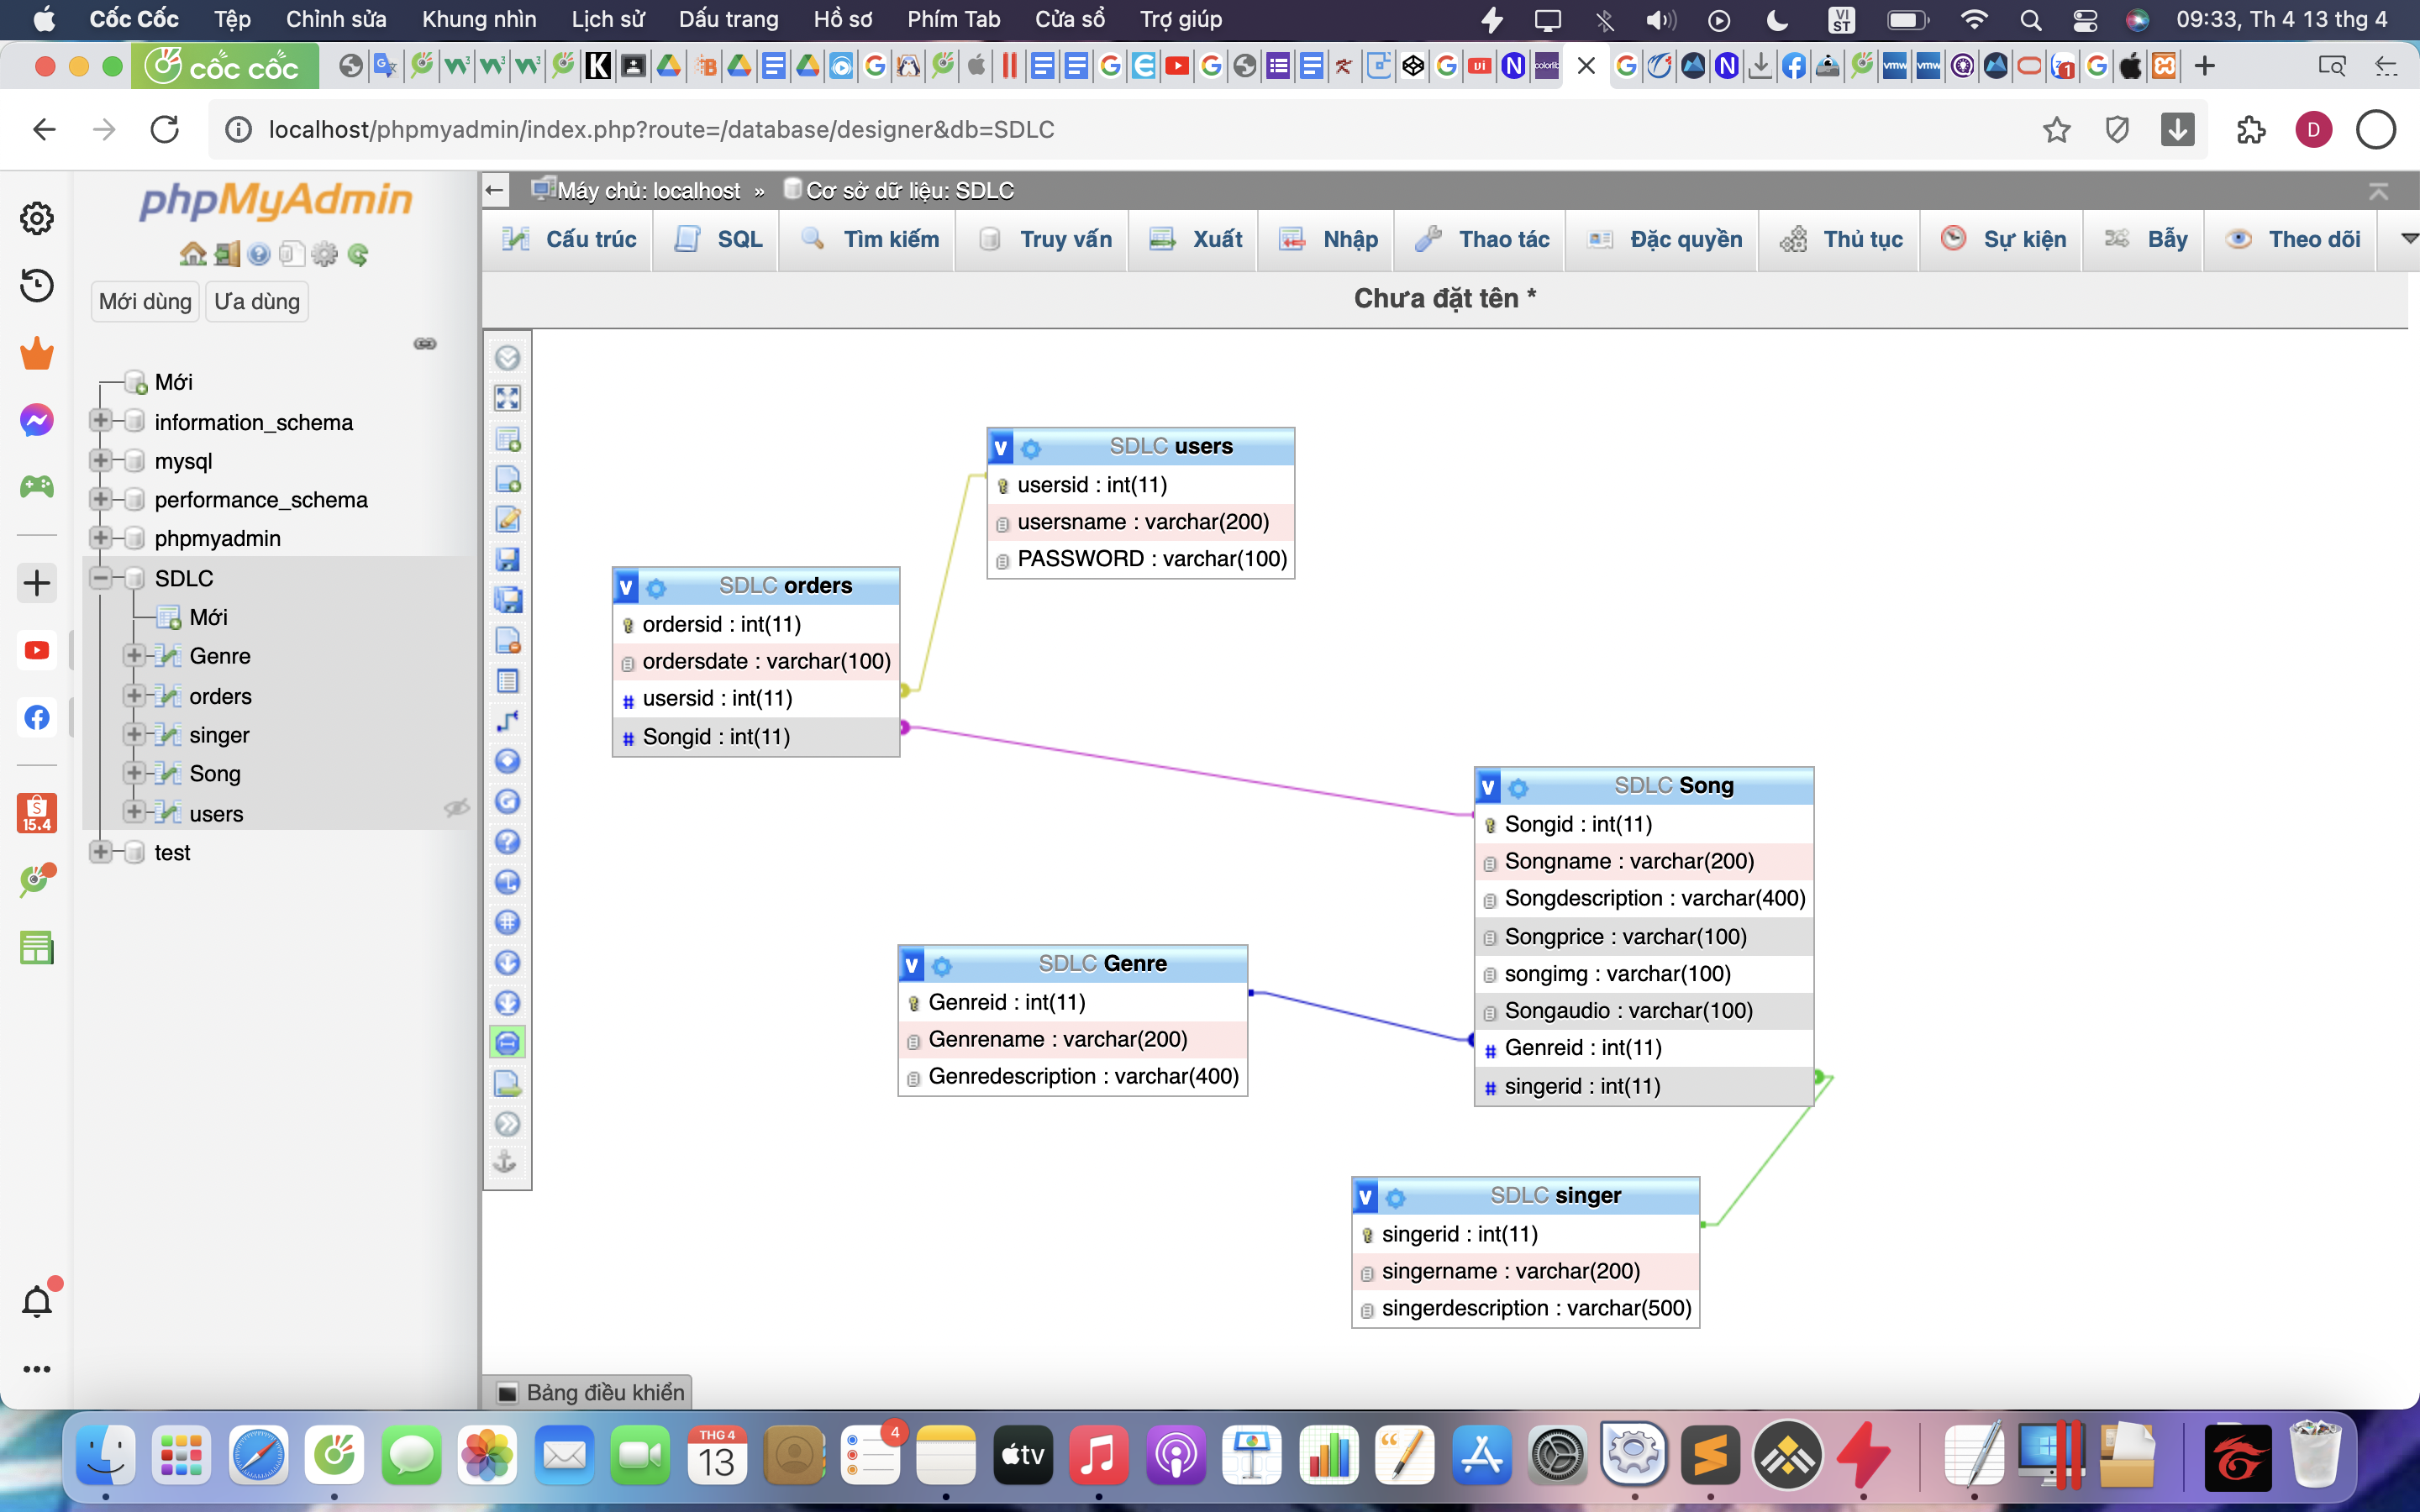 Cốc Cốc Tệp Chỉnh sửa Khung nhìn Lịch sử Dấu trang Hồ sơ Phím Tab Cửa sổ Trợ giúp VI ST 09:33, Th 4 13 thg 4
cốc cốc
localhost/phpmyadmin/index.php?route=/database/designer&db=SDLC D
phpMyAdmin
Mới dùng Ưa dùng
Mới
information_schema
mysql
performance_schema
phpmyadmin
SDLC
Mới
Genre
orders
singer
Song
users
test
15.4
Máy chủ: localhost » Cơ sở dữ liệu: SDLC
Cấu trúc SQL Tìm kiếm Truy vấn Xuất Nhập Thao tác Đặc quyền Thủ tục Sự kiện Bẫy Theo dõi
Chưa đặt tên *
v SDLC users
usersid : int(11)
usersname : varchar(200)
PASSWORD : varchar(100)
v SDLC orders
ordersid : int(11)
ordersdate : varchar(100)
# usersid : int(11)
# Songid : int(11)
v SDLC Song
Songid : int(11)
Songname : varchar(200)
Songdescription : varchar(400)
Songprice : varchar(100)
songimg : varchar(100)
Songaudio : varchar(100)
# Genreid : int(11)
# singerid : int(11)
v SDLC Genre
Genreid : int(11)
Genrename : varchar(200)
Genredescription : varchar(400)
v SDLC singer
singerid : int(11)
singername : varchar(200)
singerdescription : varchar(500)
Bảng điều khiển
THG 4
13
4
tv